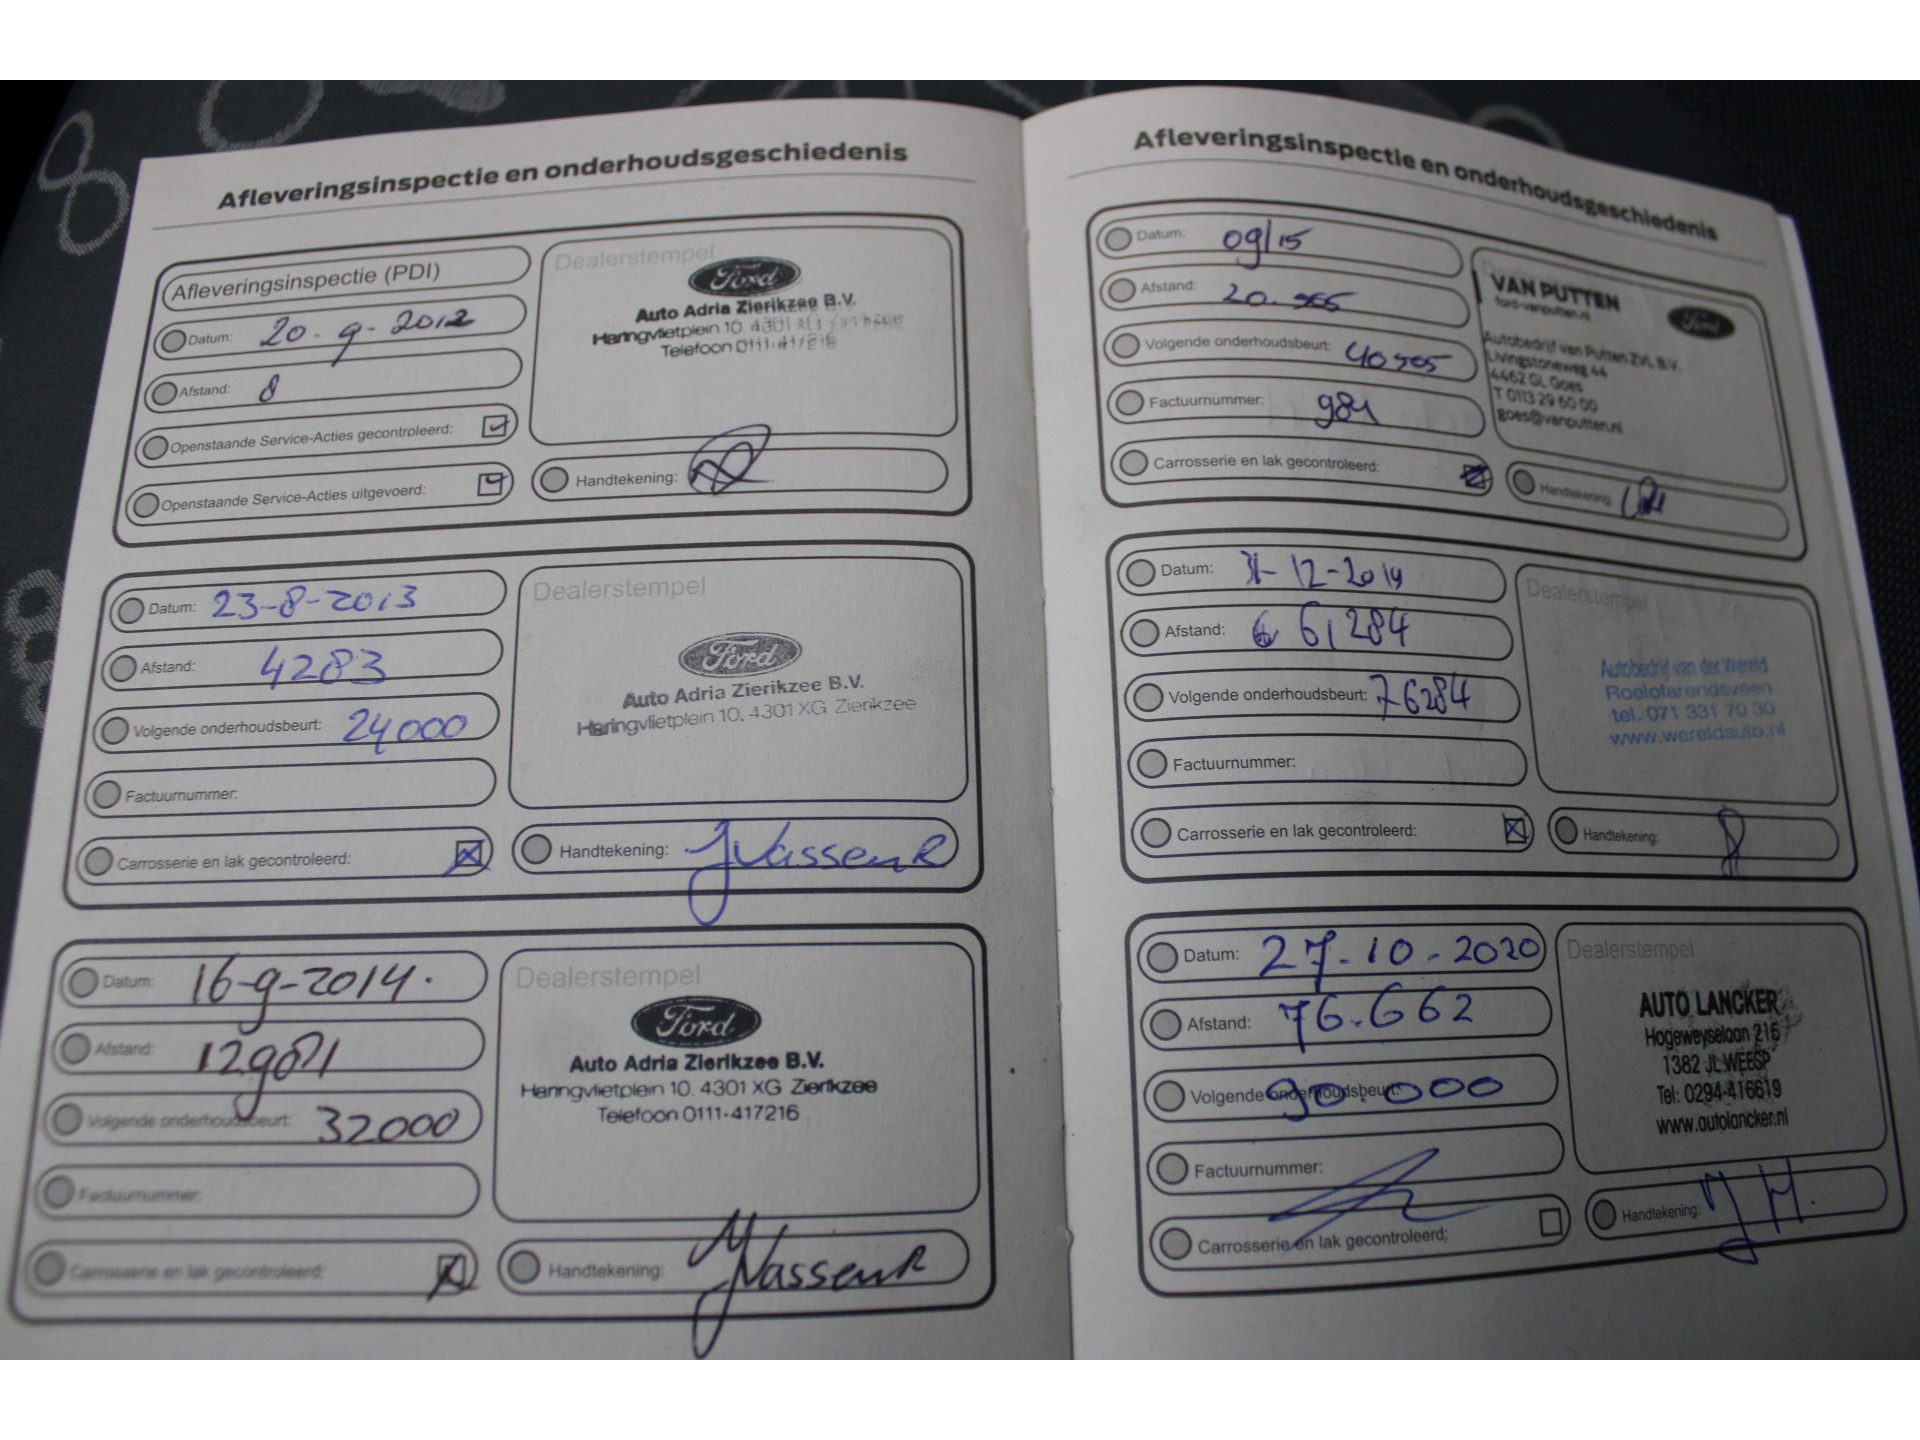 Afleveringsinspectie en onderhoudsgeschiedenis
Afleveringsinspectie (PDI)
Datum: 20-9-2012
Afstand: 8
Openstaande Service-Acties gecontroleerd:
Openstaande Service-Acties uitgevoerd:
Dealerstempel
Ford
Auto Adria Zierikzee B.V.
Haringvlietplein 10, 4301 XG Zierikzee
Telefoon 0111-417216
Handtekening:
Datum: 23-8-2013
Afstand: 4283
Volgende onderhoudsbeurt: 24000
Factuurnummer:
Carrosserie en lak gecontroleerd:
Dealerstempel
Ford
Auto Adria Zierikzee B.V.
Haringvlietplein 10, 4301 XG Zierikzee
Handtekening:
Datum: 16-9-2014.
Afstand: 12981
Volgende onderhoudsbeurt: 32000
Factuurnummer:
Carrosserie en lak gecontroleerd:
Dealerstempel
Ford
Auto Adria Zierikzee B.V.
Haringvlietplein 10, 4301 XG Zierikzee
Telefoon 0111-417216
Handtekening:
Afleveringsinspectie en onderhoudsgeschiedenis
Datum: 09/15
Afstand:
Volgende onderhoudsbeurt:
Factuurnummer: 984
Carrosserie en lak gecontroleerd:
VAN PUTTEN
ford-vanputten.nl
Ford
Autobedrijf van Putten ZVL B.V.
Livingstoneweg 44
4462 GL Goes
T 0113 29 60 00
goes@vanputten.nl
Handtekening:
Datum: 31-12-2019
Afstand: 61284
Volgende onderhoudsbeurt: 76284
Factuurnummer:
Carrosserie en lak gecontroleerd:
Dealerstempel
Autobedrijf van der Wereld
Roelofarendsveen
tel. 071 331 70 30
www.wereldauto.nl
Handtekening:
Datum: 27-10-2020
Afstand: 76.662
Volgende onderhoudsbeurt: 90.000
Factuurnummer:
Carrosserie en lak gecontroleerd:
Dealerstempel
AUTO LANCKER
Hogeweyselaan 216
1382 JL WEESP
Tel: 0294-416619
www.autolancker.nl
Handtekening: